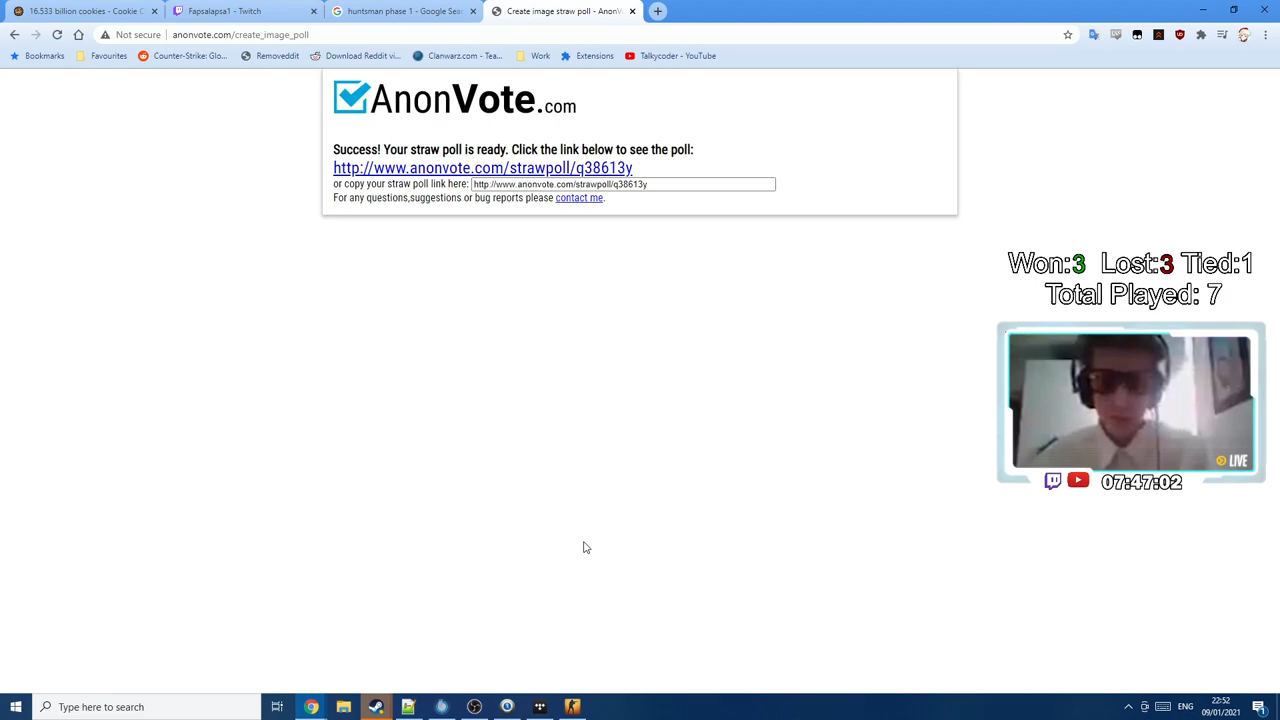 16.533 billion cookies - Cookie C
Fapsalapsa1 - Twitch
huntsman phase 1 - Google Sea
Create image straw poll - AnonV
Not secure
anonvote.com/create_image_poll
Bookmarks
Favourites
Counter-Strike: Glo...
Removeddit
Download Reddit vi...
Clanwarz.com - Tea...
Work
Extensions
Talkycoder - YouTube
AnonVote.com
Success! Your straw poll is ready. Click the link below to see the poll:
http://www.anonvote.com/strawpoll/q38613y
or copy your straw poll link here: http://www.anonvote.com/strawpoll/q38613y
For any questions,suggestions or bug reports please contact me.
Won:3 Lost:3 Tied:1
Total Played: 7
LIVE
07:47:02
Type here to search
ENG
22:52
09/01/2021